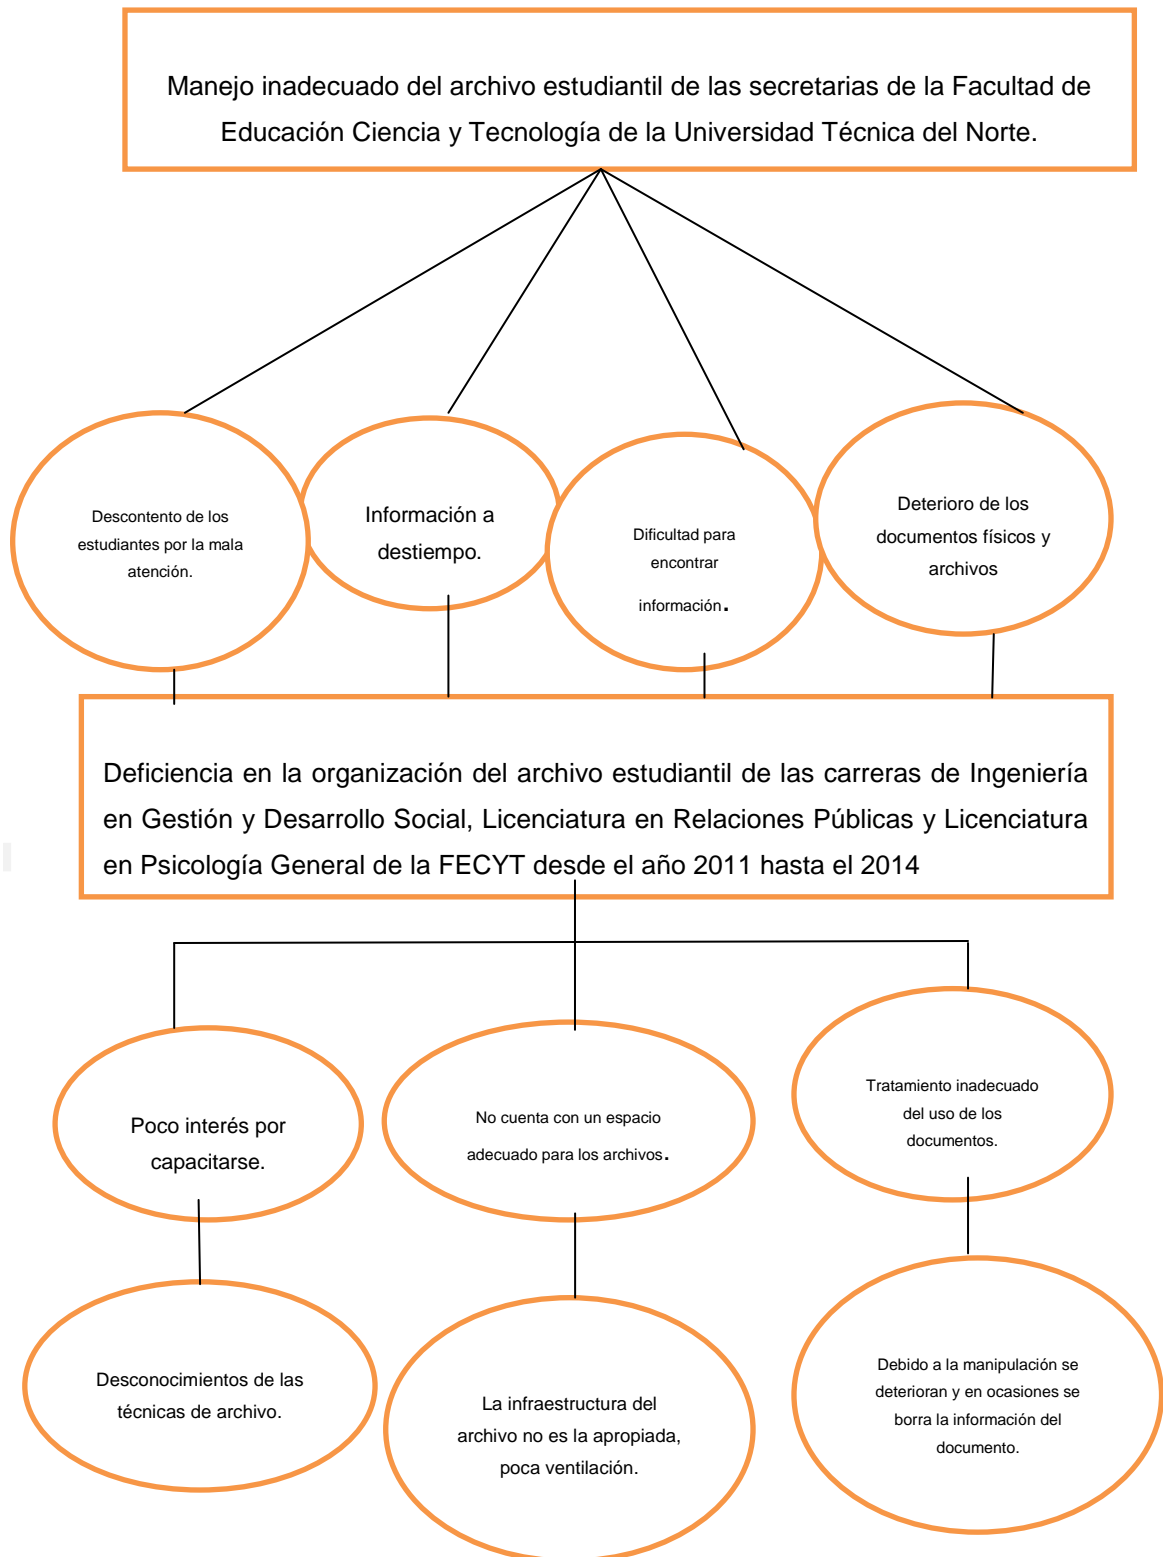 Manejo inadecuado del archivo estudiantil de las secretarias de la Facultad de
Educación Ciencia y Tecnología de la Universidad Técnica del Norte.
Descontento de los
estudiantes por la mala
atención.
Información a
destiempo.
Dificultad para
encontrar
información.
Deterioro de los
documentos físicos y
archivos
Deficiencia en la organización del archivo estudiantil de las carreras de Ingeniería
en Gestión y Desarrollo Social, Licenciatura en Relaciones Públicas y Licenciatura
en Psicología General de la FECYT desde el año 2011 hasta el 2014
Poco interés por
capacitarse.
No cuenta con un espacio
adecuado para los archivos.
Tratamiento inadecuado
del uso de los
documentos.
Desconocimientos de las
técnicas de archivo.
La infraestructura del
archivo no es la apropiada,
poca ventilación.
Debido a la manipulación se
deterioran y en ocasiones se
borra la información del
documento.